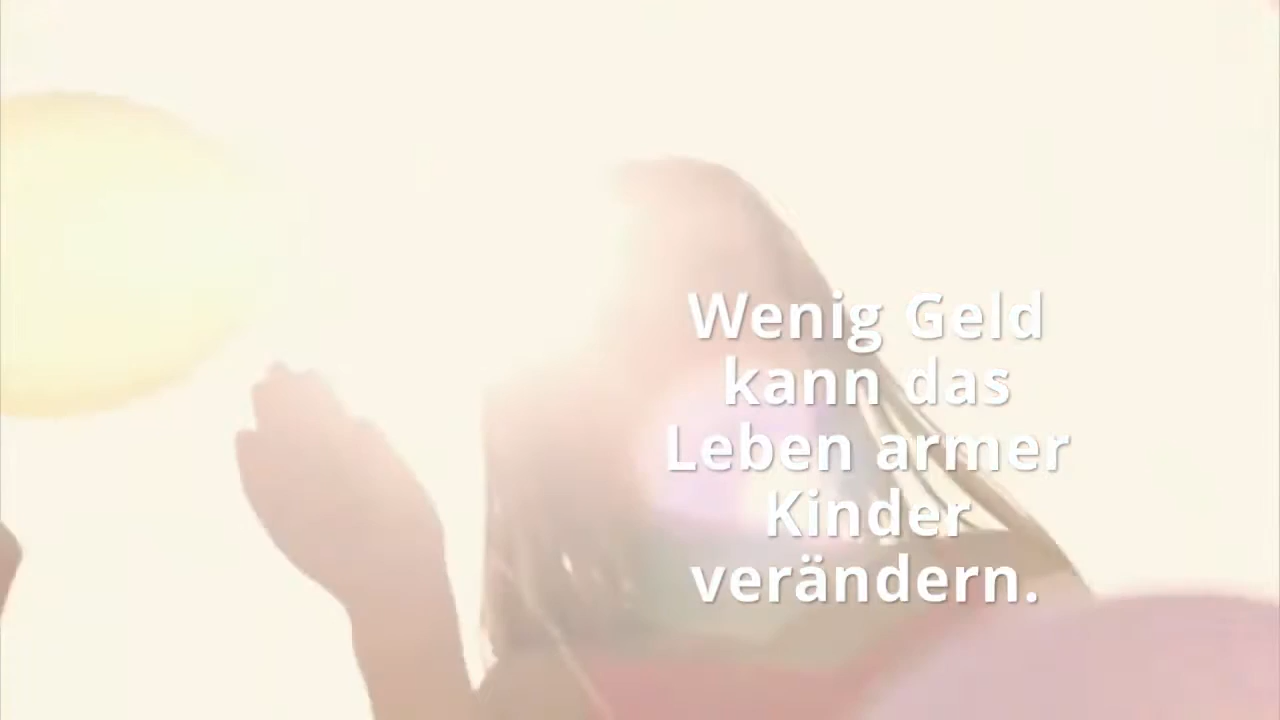 Wenig Geld
kann das
Leben armer
Kinder
verändern.